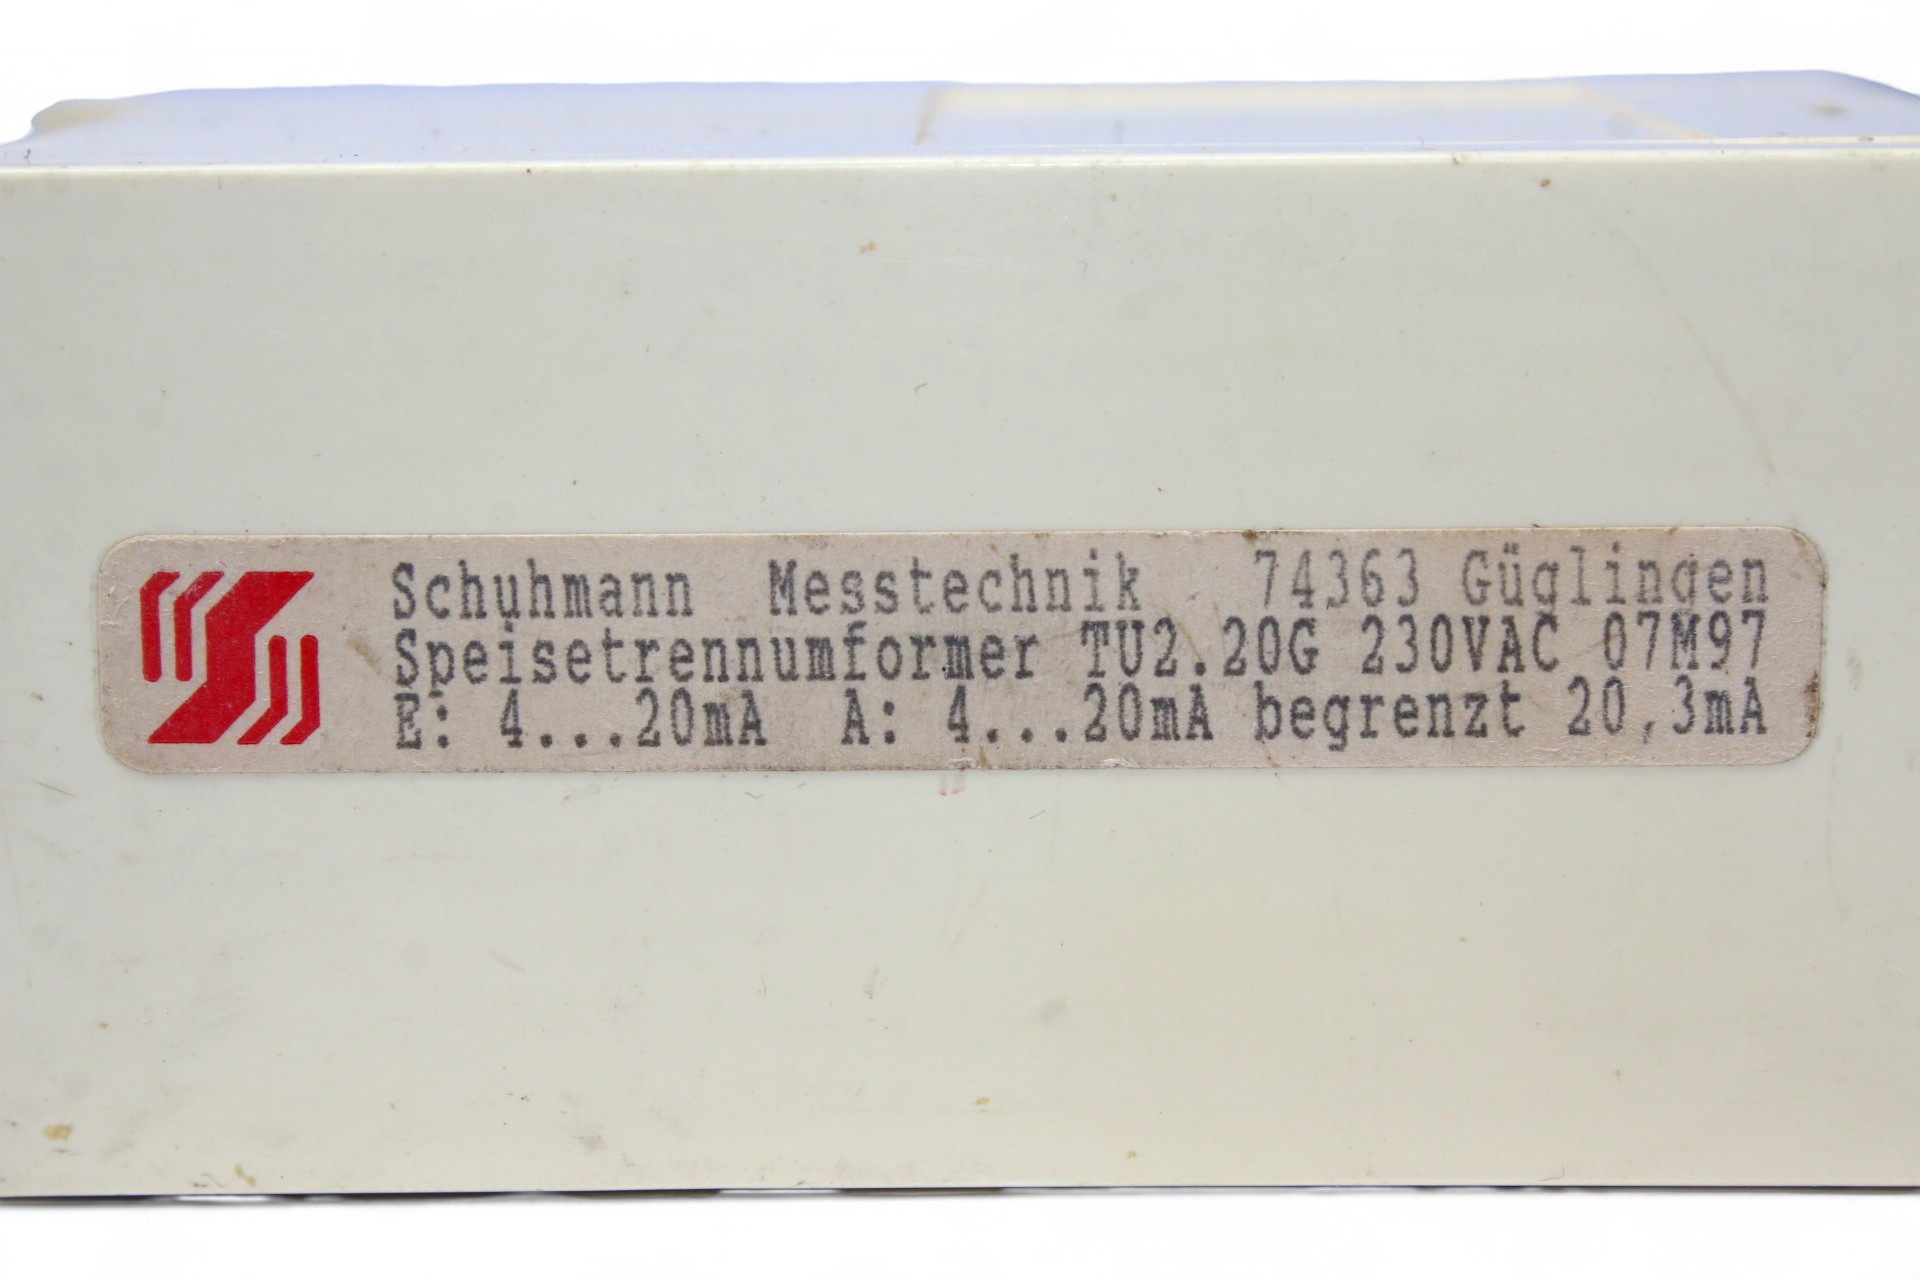 Schuhmann Messtechnik 74363 Güglingen
Speisetrennumformer TU2.20G 230VAC 07M97
E: 4...20mA A: 4...20mA begrenzt 20,3mA